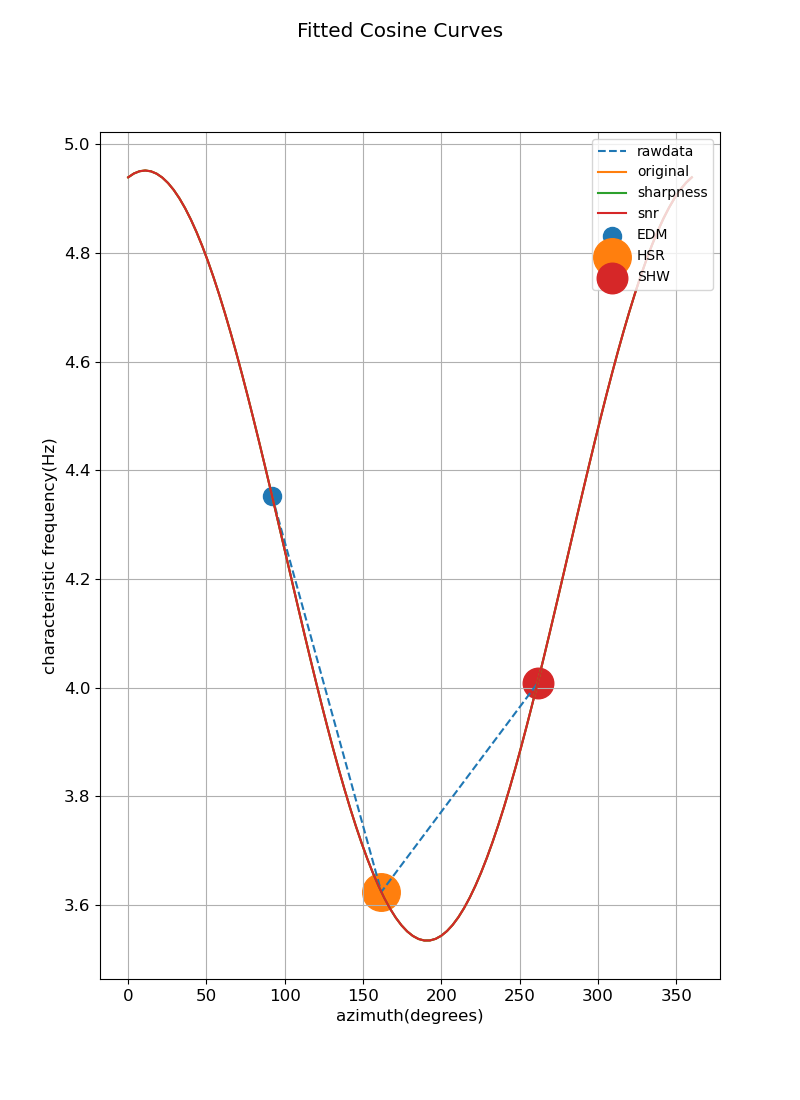 Fitted Cosine Curves
5.0
4.8
4.6
4.4
4.2
4.0
3.8
3.6
characteristic frequency(Hz)
rawdata
original
sharpness
snr
EDM
HSR
SHW
0 50 100 150 200 250 300 350
azimuth(degrees)